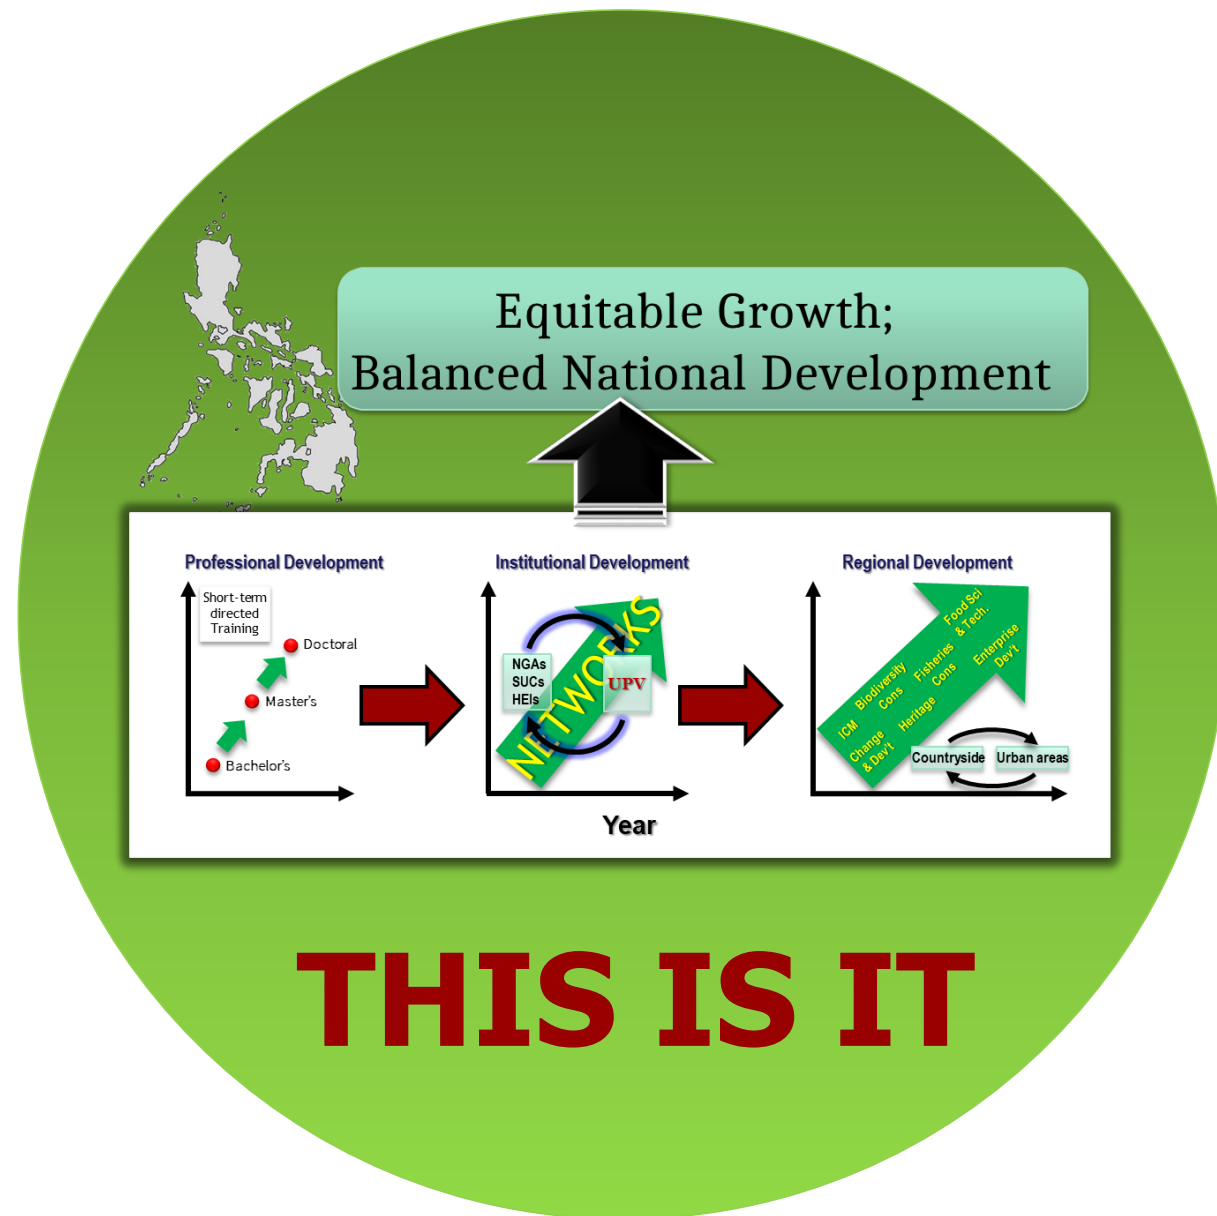 Equitable Growth;
Balanced National Development
Professional Development
Short-term
directed
Training
Doctoral
Master's
Bachelor's
Institutional Development
NETWORKS
NGAs
SUCs
HEIs
UPV
Year
Regional Development
ICM
Biodiversity
Cons
Fisheries
Cons
Food Sci
& Tech.
Change
& Dev't
Heritage
Enterprise
Dev't
Countryside
Urban areas
THIS IS IT